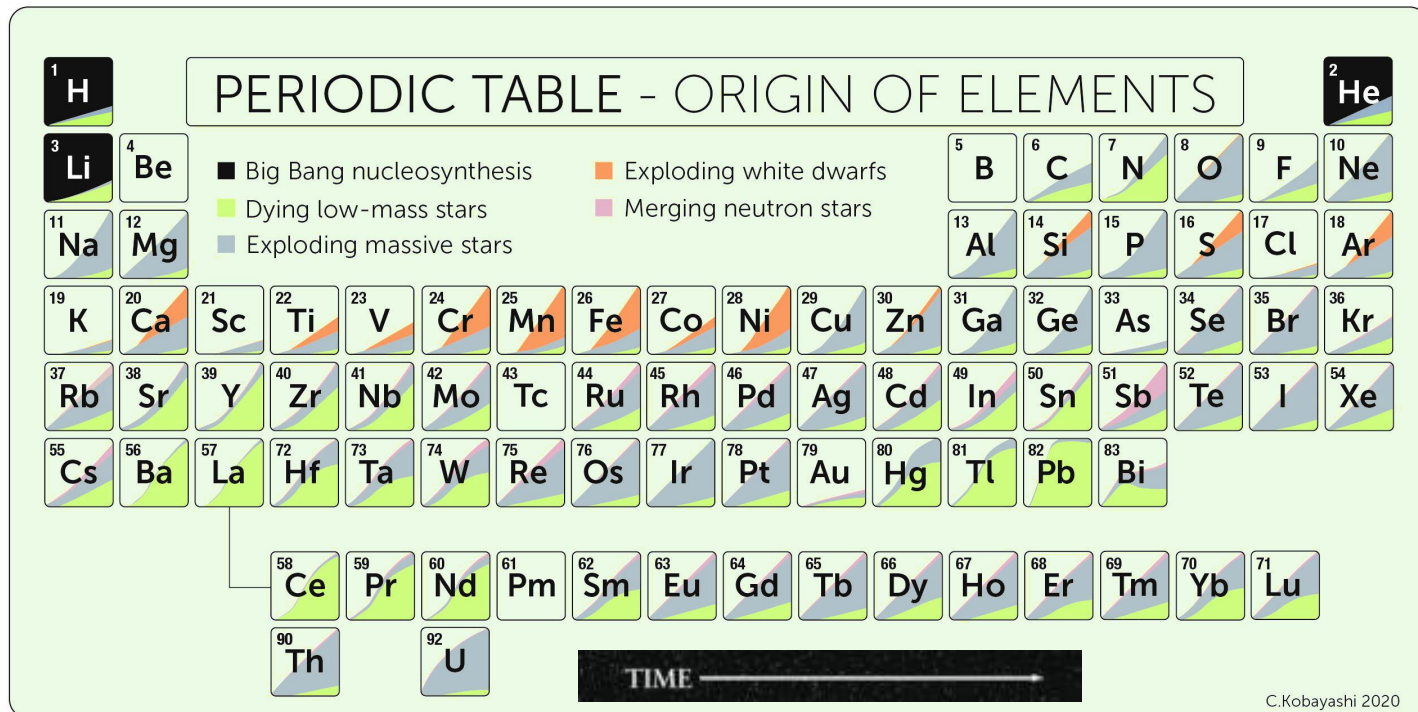 PERIODIC TABLE - ORIGIN OF ELEMENTS
1 H
2 He
3 Li
4 Be
5 B
6 C
7 N
8 O
9 F
10 Ne
Big Bang nucleosynthesis
Dying low-mass stars
Exploding massive stars
Exploding white dwarfs
Merging neutron stars
11 Na
12 Mg
13 Al
14 Si
15 P
16 S
17 Cl
18 Ar
19 K
20 Ca
21 Sc
22 Ti
23 V
24 Cr
25 Mn
26 Fe
27 Co
28 Ni
29 Cu
30 Zn
31 Ga
32 Ge
33 As
34 Se
35 Br
36 Kr
37 Rb
38 Sr
39 Y
40 Zr
41 Nb
42 Mo
43 Tc
44 Ru
45 Rh
46 Pd
47 Ag
48 Cd
49 In
50 Sn
51 Sb
52 Te
53 I
54 Xe
55 Cs
56 Ba
57 La
72 Hf
73 Ta
74 W
75 Re
76 Os
77 Ir
78 Pt
79 Au
80 Hg
81 Tl
82 Pb
83 Bi
58 Ce
59 Pr
60 Nd
61 Pm
62 Sm
63 Eu
64 Gd
65 Tb
66 Dy
67 Ho
68 Er
69 Tm
70 Yb
71 Lu
90 Th
92 U
TIME
C.Kobayashi 2020